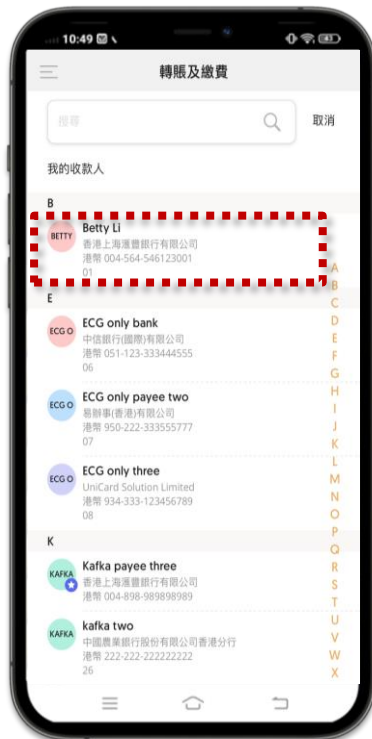 10:49
轉賬及繳費
搜尋
取消
我的收款人
B
BETTY
Betty Li
香港上海滙豐銀行有限公司
港幣 004-564-546123001
01
E
ECG O
ECG only bank
中信銀行(國際)有限公司
港幣 051-123-333444555
06
ECG O
ECG only payee two
易辦事(香港)有限公司
港幣 950-222-333555777
07
ECG O
ECG only three
UniCard Solution Limited
港幣 934-333-123456789
08
K
KAFKA
Kafka payee three
香港上海滙豐銀行有限公司
港幣 004-898-989898989
KAFKA
kafka two
中國農業銀行股份有限公司香港分行
港幣 222-222-222222222
26
A
B
C
D
E
F
G
H
I
J
K
L
M
N
O
P
Q
R
S
T
U
V
W
X